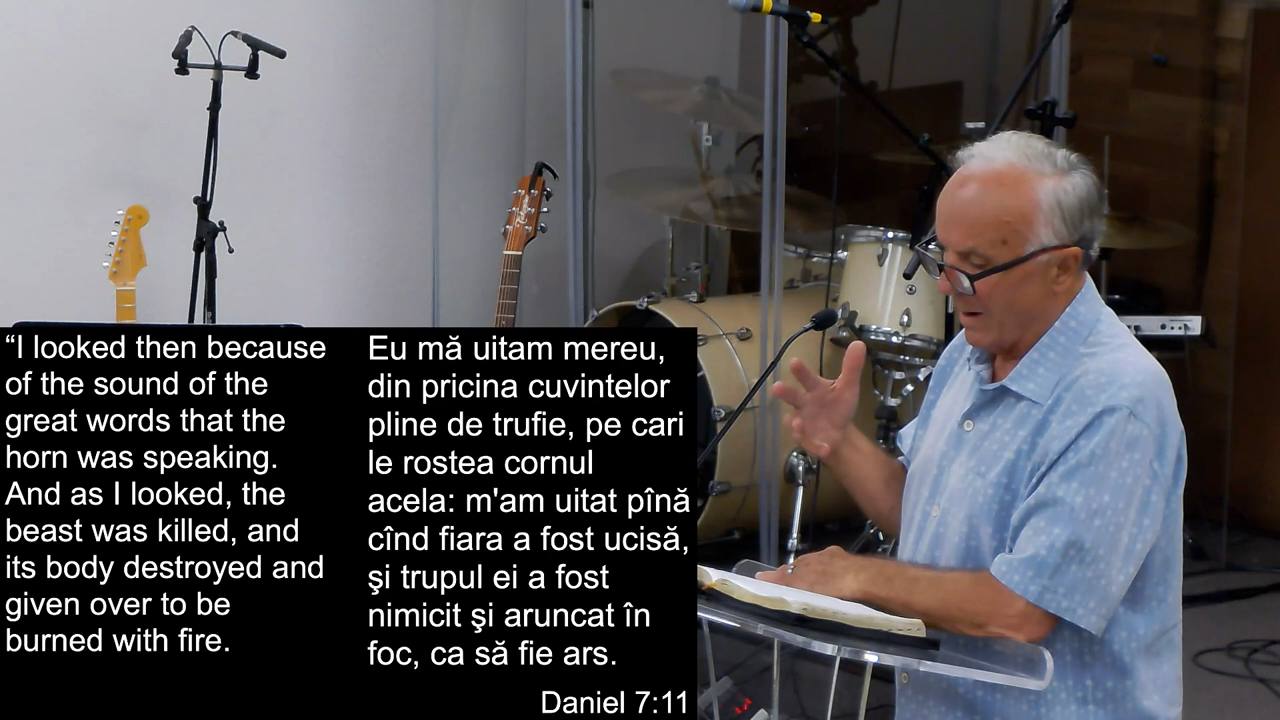 “I looked then because
of the sound of the
great words that the
horn was speaking.
And as I looked, the
beast was killed, and
its body destroyed and
given over to be
burned with fire.
Eu mă uitam mereu,
din pricina cuvintelor
pline de trufie, pe cari
le rostea cornul
acela: m'am uitat pînă
cînd fiara a fost ucisă,
şi trupul ei a fost
nimicit şi aruncat în
foc, ca să fie ars.
Daniel 7:11